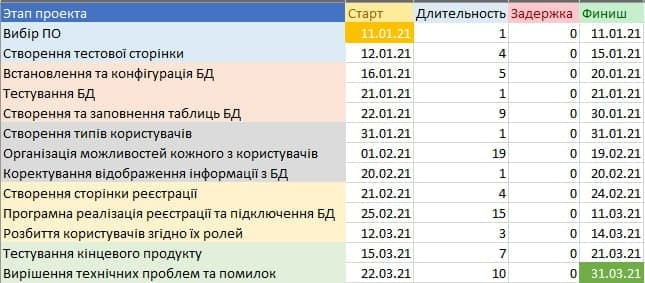 Этап проекта Старт Длительность Задержка Финиш
Вибір ПО 11.01.21 1 0 11.01.21
Створення тестової сторінки 12.01.21 4 0 15.01.21
Встановлення та конфігурація БД 16.01.21 5 0 20.01.21
Тестування БД 21.01.21 1 0 21.01.21
Створення та заповнення таблиць БД 22.01.21 9 0 30.01.21
Створення типів користувачів 31.01.21 1 0 31.01.21
Організація можливостей кожного з користувачів 01.02.21 19 0 19.02.21
Коректування відображення інформації з БД 20.02.21 1 0 20.02.21
Створення сторінки реєстрації 21.02.21 4 0 24.02.21
Програмна реалізація реєстрації та підключення БД 25.02.21 15 0 11.03.21
Розбиття користувачів згідно їх ролей 12.03.21 3 0 14.03.21
Тестування кінцевого продукту 15.03.21 7 0 21.03.21
Вирішення технічних проблем та помилок 22.03.21 10 0 31.03.21